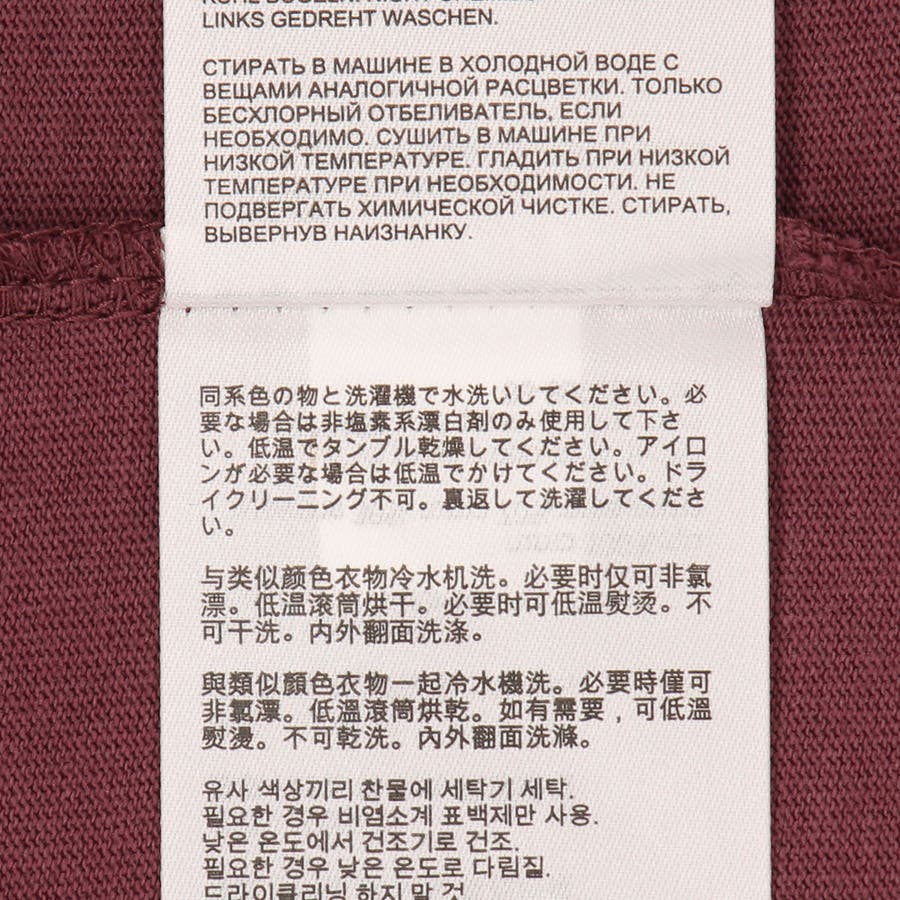 LINKS GEDREHT WASCHEN.
СТИРАТЬ В МАШИНЕ В ХОЛОДНОЙ ВОДЕ С
ВЕЩАМИ АНАЛОГИЧНОЙ РАСЦВЕТКИ. ТОЛЬКО
БЕСХЛОРНЫЙ ОТБЕЛИВАТЕЛЬ, ЕСЛИ
НЕОБХОДИМО. СУШИТЬ В МАШИНЕ ПРИ
НИЗКОЙ ТЕМПЕРАТУРЕ. ГЛАДИТЬ ПРИ НИЗКОЙ
ТЕМПЕРАТУРЕ ПРИ НЕОБХОДИМОСТИ. НЕ
ПОДВЕРГАТЬ ХИМИЧЕСКОЙ ЧИСТКЕ. СТИРАТЬ,
ВЫВЕРНУВ НАИЗНАНКУ.
同系色の物と洗濯機で水洗いしてください。必
要な場合は非塩素系漂白剤のみ使用して下さ
い。低温でタンブル乾燥してください。アイロ
ンが必要な場合は低温でかけてください。ドラ
イクリーニング不可。裏返して洗濯してくださ
い。
与类似颜色衣物冷水机洗。必要时仅可非氯
漂。低温滚筒烘干。必要时可低温熨烫。不
可干洗。内外翻面洗涤。
與類似顏色衣物一起冷水機洗。必要時僅可
非氯漂。低溫滾筒烘乾。如有需要，可低溫
熨燙。不可乾洗。內外翻面洗滌。
유사 색상끼리 찬물에 세탁기 세탁.
필요한 경우 비염소계 표백제만 사용.
낮은 온도에서 건조기로 건조.
필요한 경우 낮은 온도로 다림질.
드라이클리닝 하지 말 것